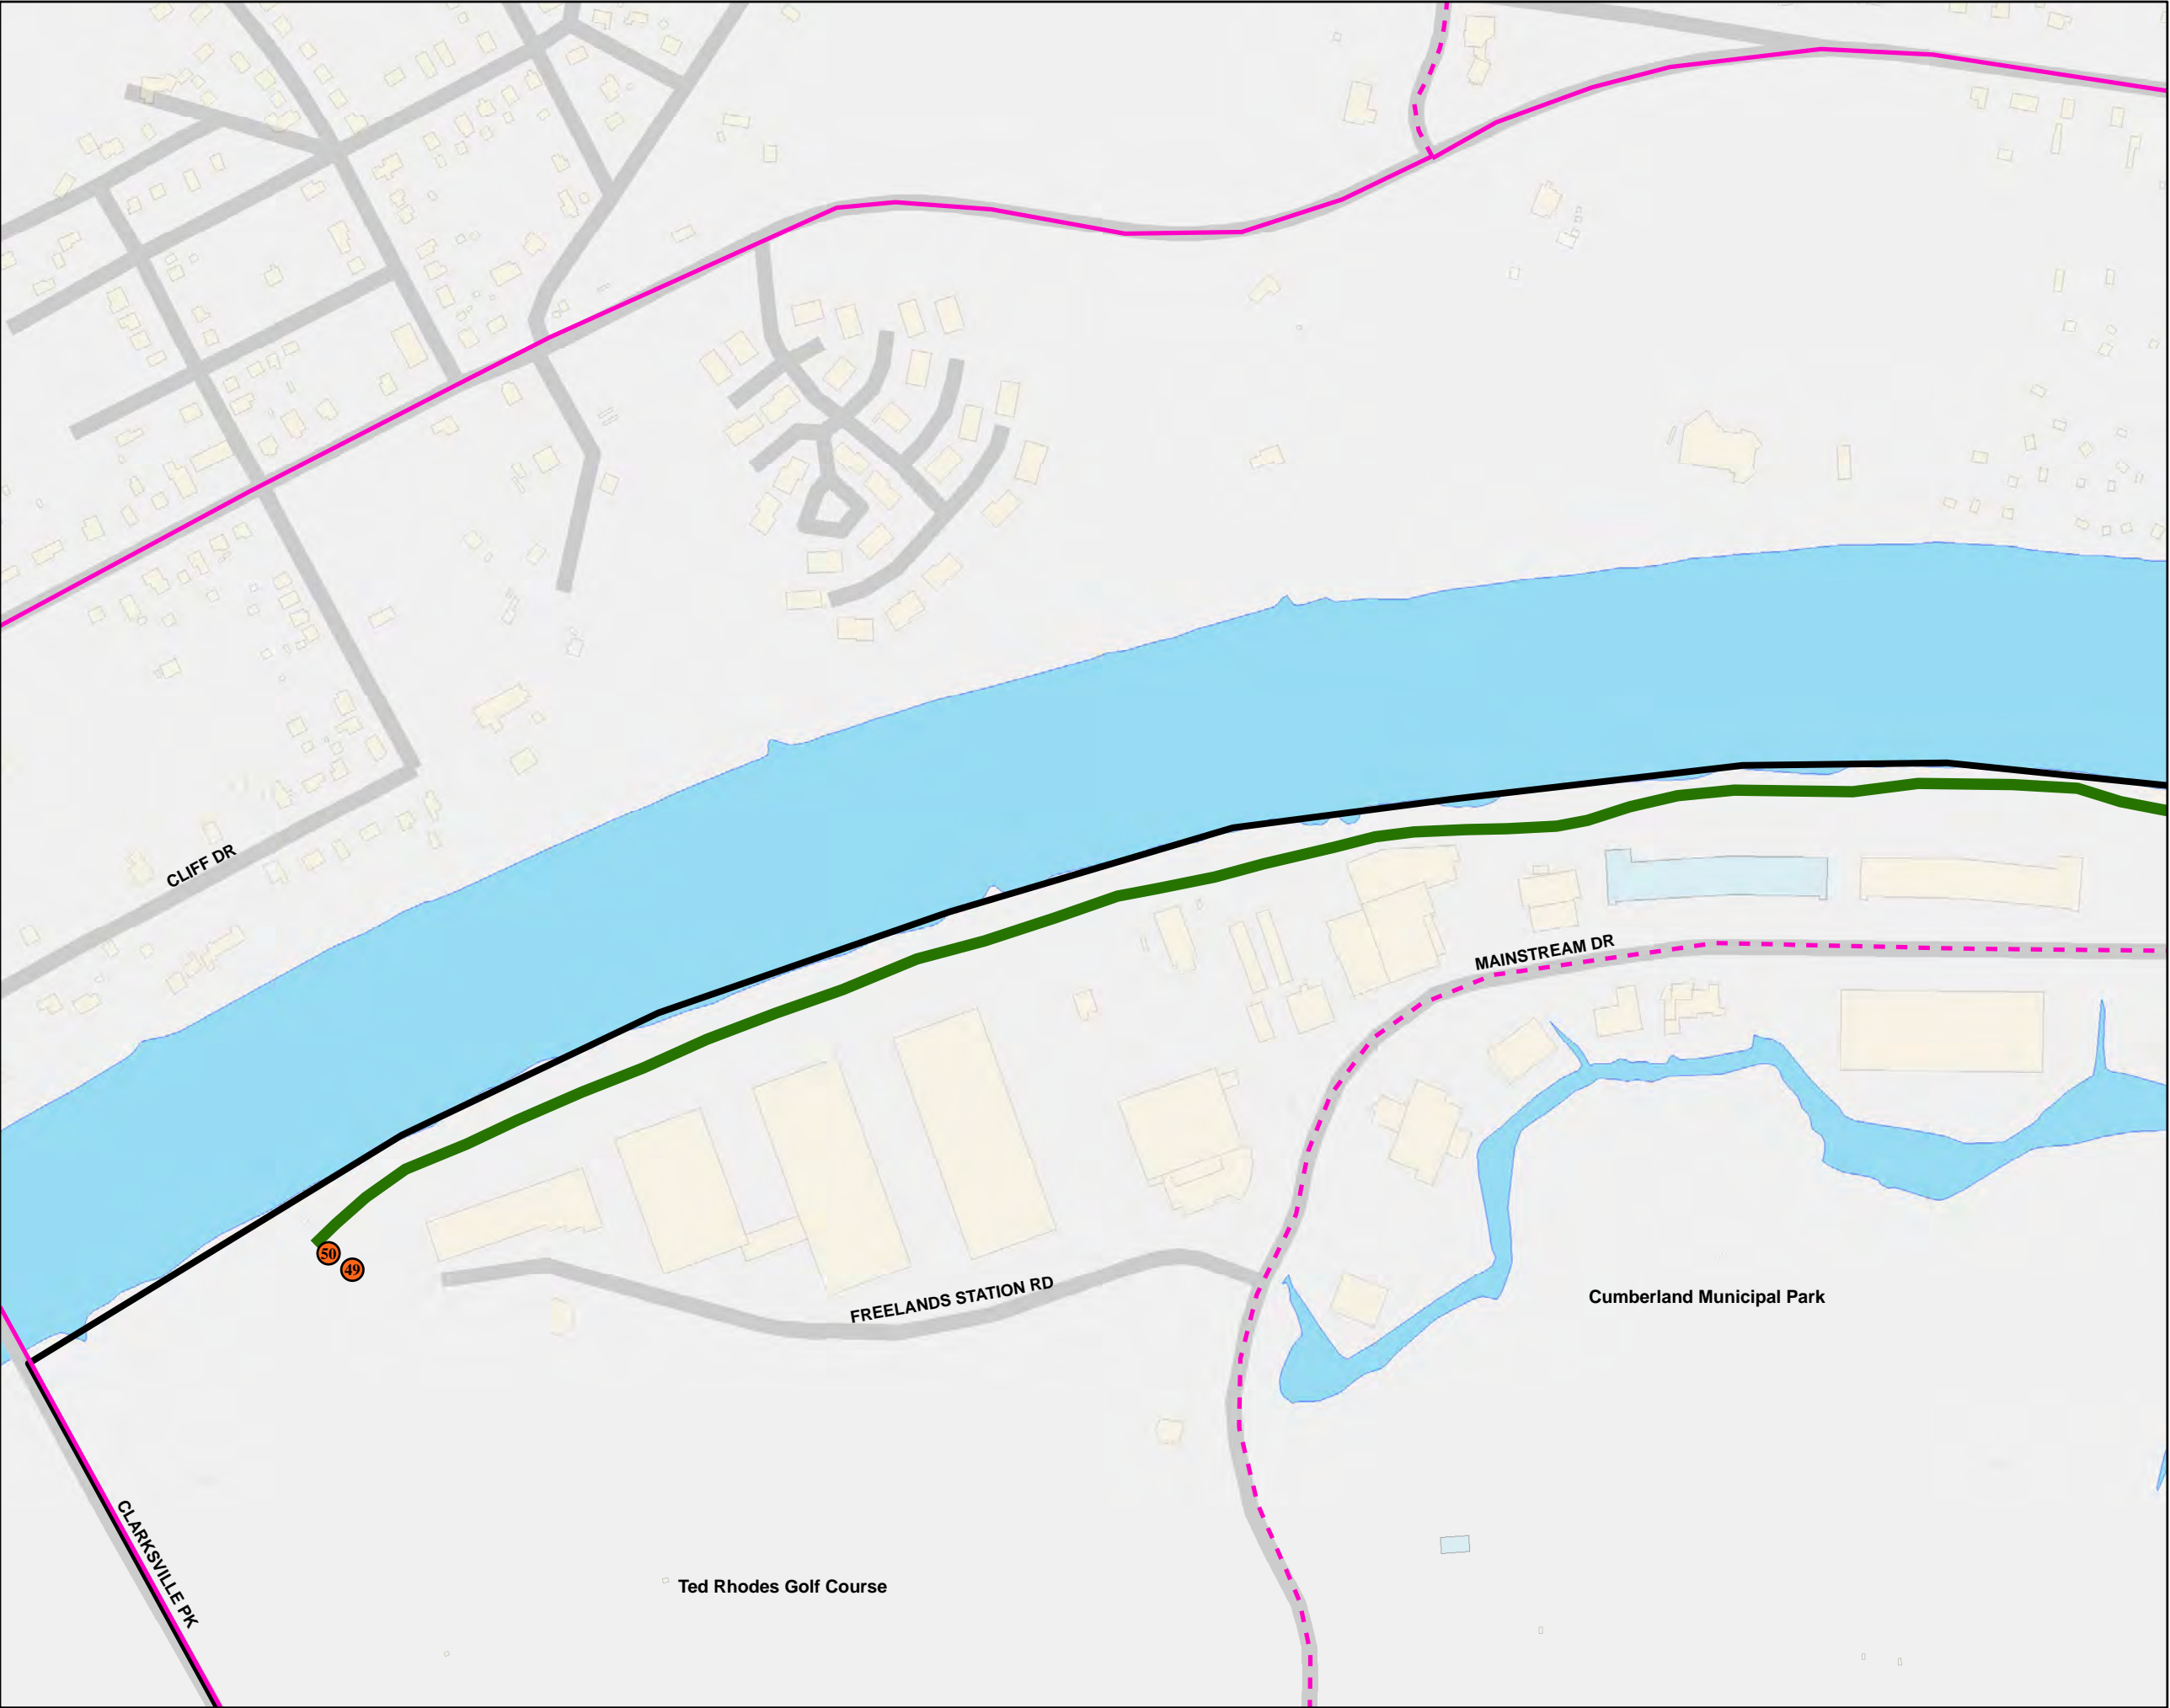 CLIFF DR
MAINSTREAM DR
50
49
FREELANDS STATION RD
Cumberland Municipal Park
CLARKSVILLE PK
Ted Rhodes Golf Course